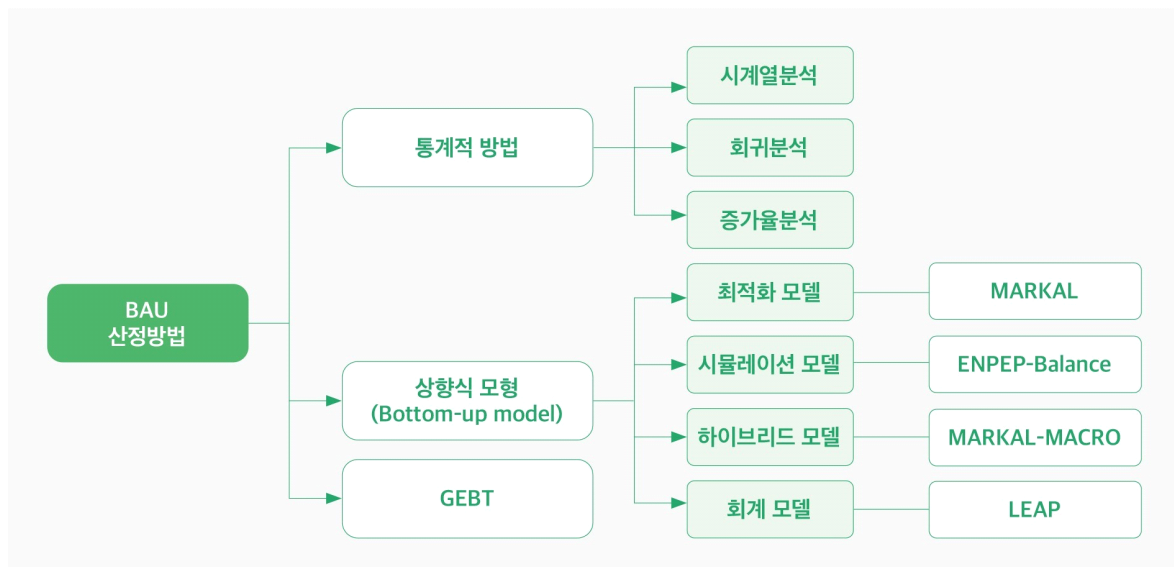 BAU
산정방법
통계적 방법
시계열분석
회귀분석
증가율분석
상향식 모형
(Bottom-up model)
최적화 모델
MARKAL
시뮬레이션 모델
ENPEP-Balance
하이브리드 모델
MARKAL-MACRO
회계 모델
LEAP
GEBT